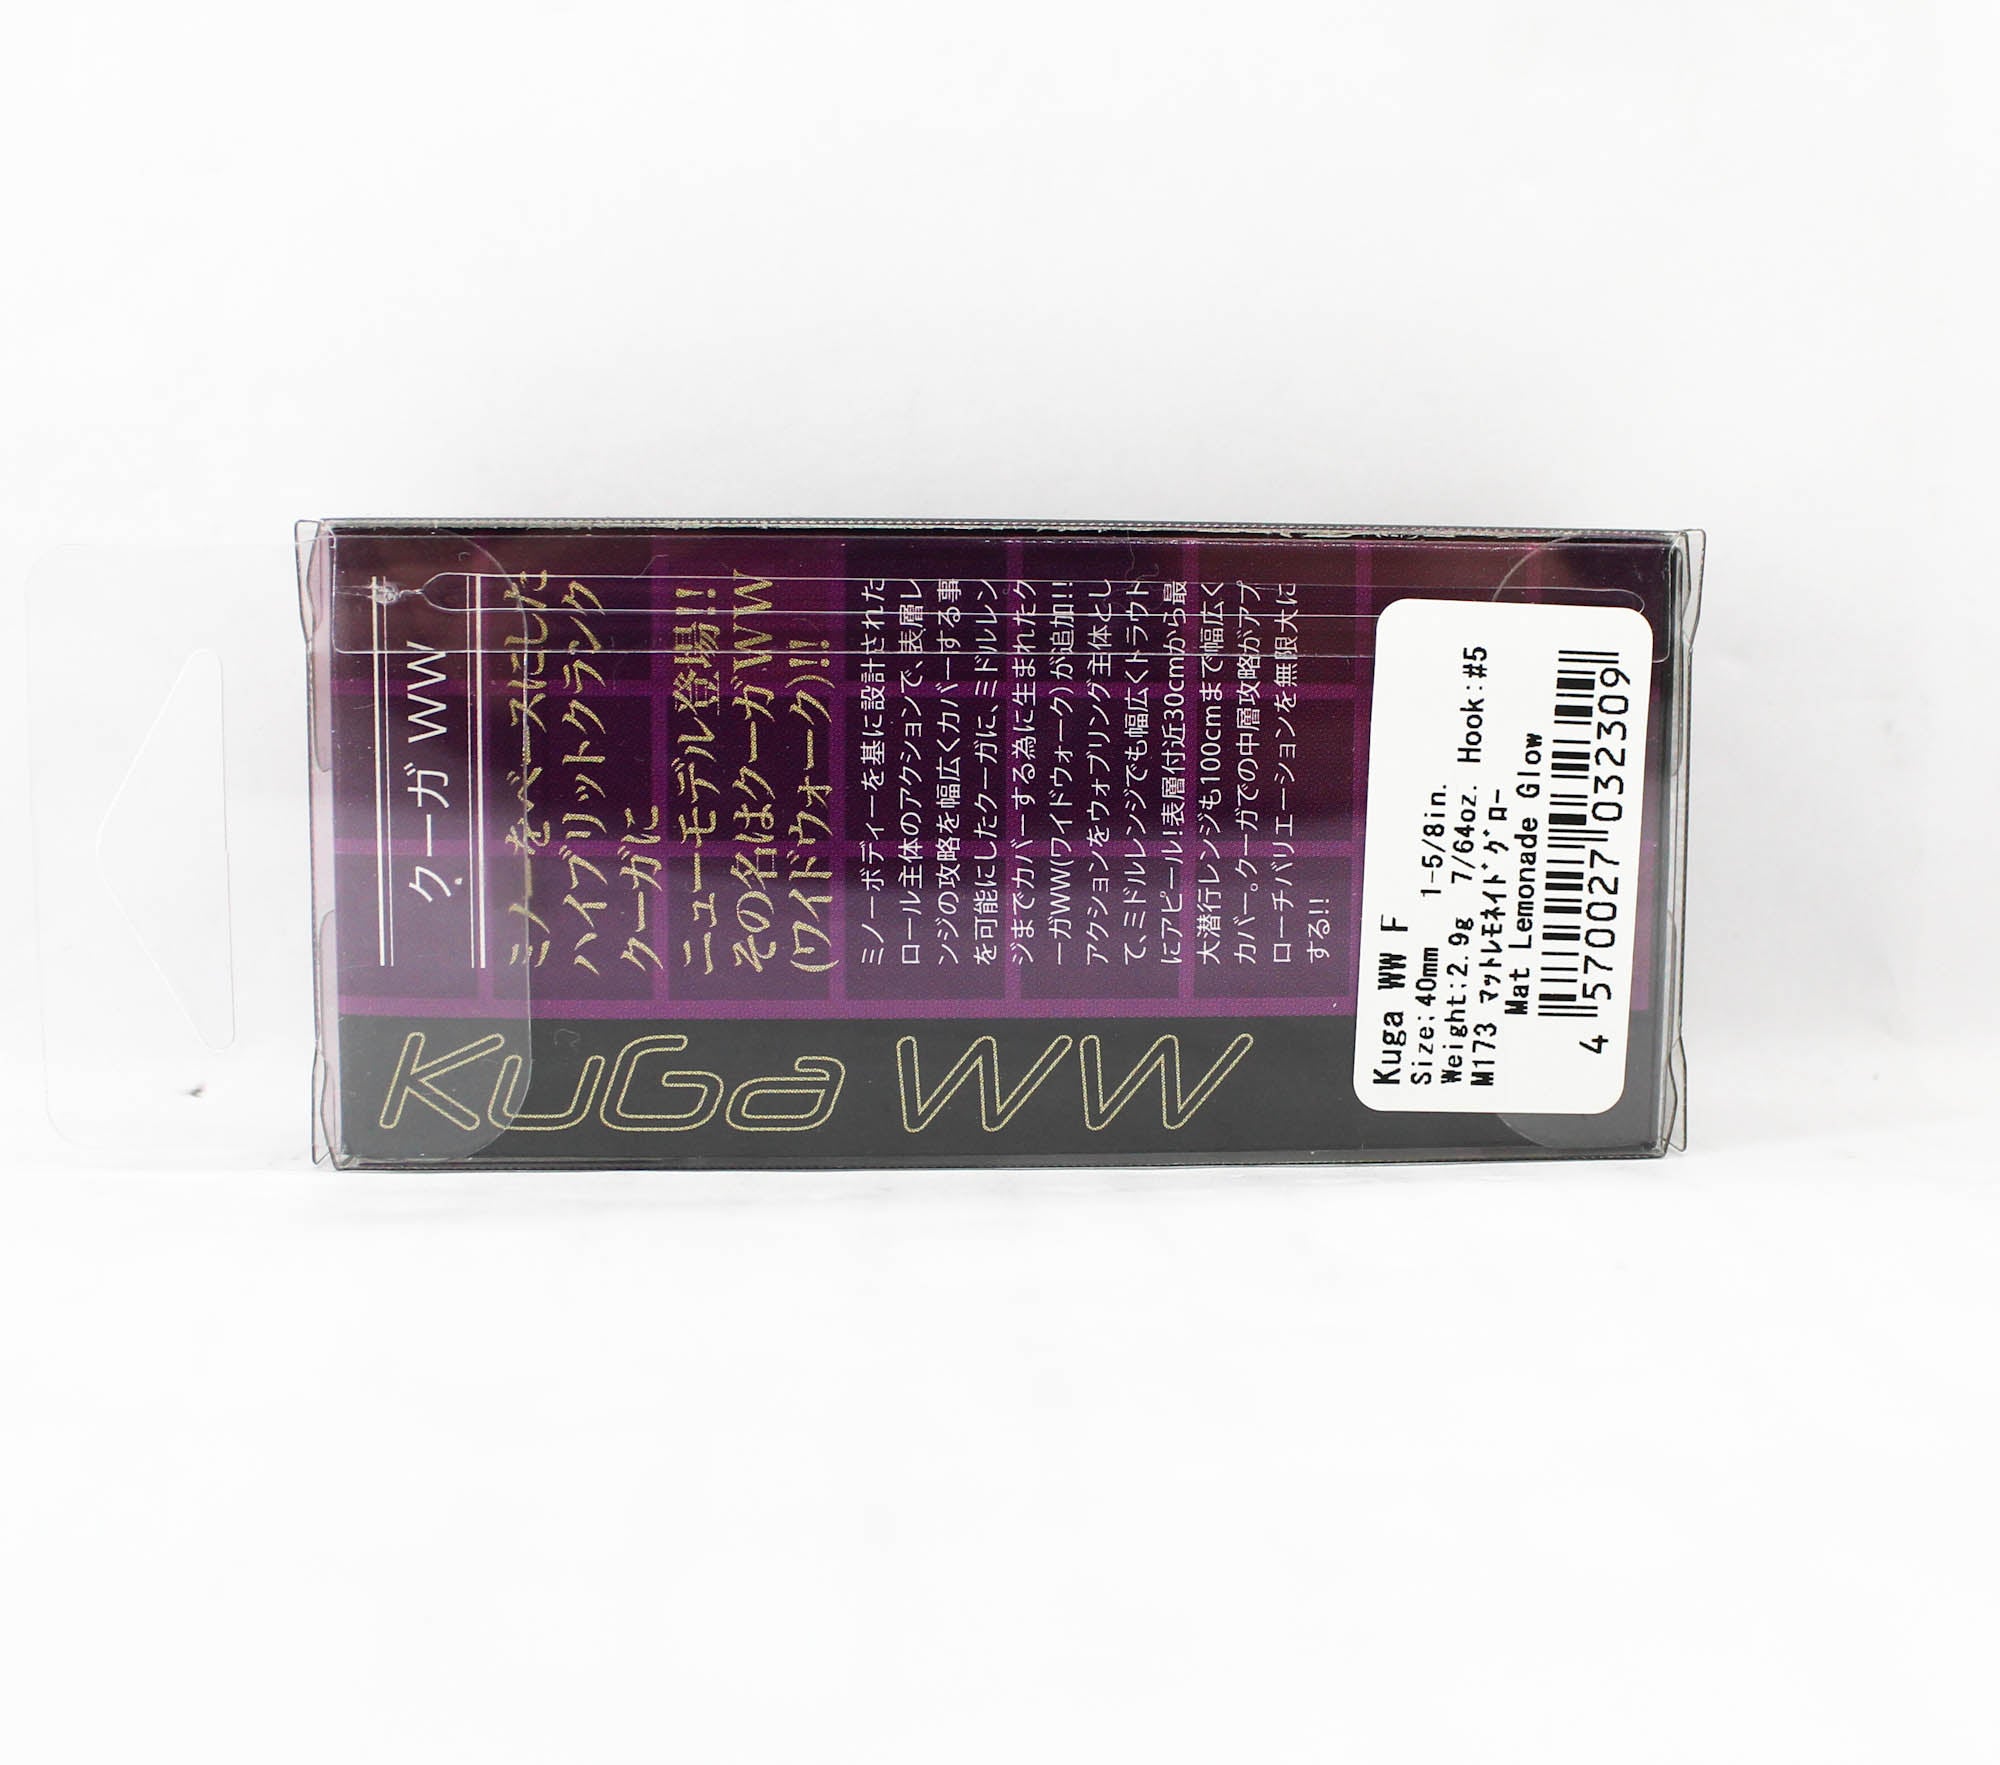 クーガ WW
ミノーをベースにした
ハイブリットクランク
クーガに
ニューモデル登場!!
その名はクーガWW
(ワイドウォーク)!!
ミノーボディーを基に設計された
ロール主体のアクションで、表層レ
ンジの攻略を幅広くカバーする事
を可能にしたクーガに、ミドルレン
ジまでカバーする為に生まれたク
ーガWW(ワイドウォーク)が追加!!
アクションをウォブリング主体とし
て、ミドルレンジでも幅広くトラウト
にアピール!表層付近30cmから最
大潜行レンジも100cmまで幅広く
カバー。クーガでの中層攻略がアプ
ローチバリエーションを無限大に
する!!
KuGa WW
Kuga WW F
Size:40mm 1-5/8in.
Weight:2.9g 7/64oz. Hook:#5
M173 マットレモネイドグロー
Mat Lemonade Glow
4 570027 032309